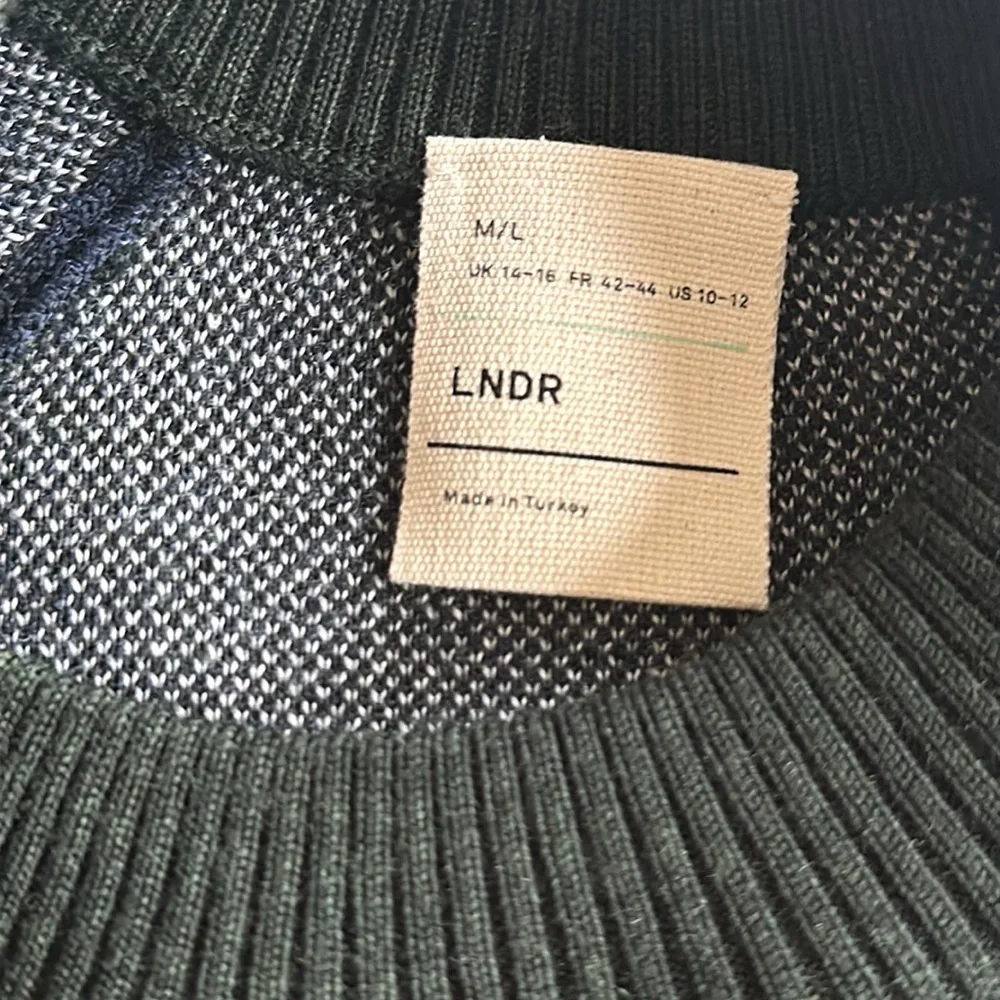 M/L
UK 14-16 FR 42-44 US 10-12
LNDR
Made in Turkey